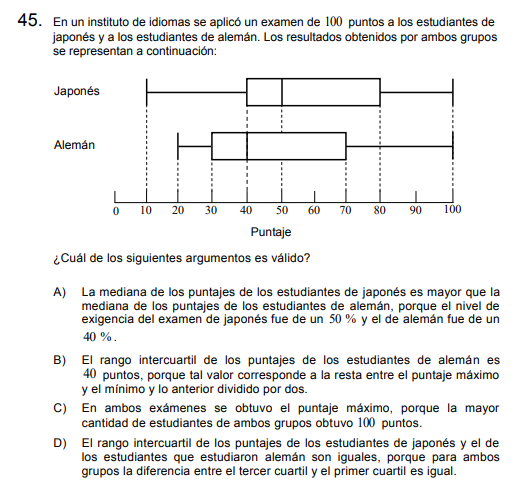 45. En un instituto de idiomas se aplicó un examen de 100 puntos a los estudiantes de
japonés y a los estudiantes de alemán. Los resultados obtenidos por ambos grupos
se representan a continuación:
Japonés
Alemán
0 10 20 30 40 50 60 70 80 90 100
Puntaje
¿Cuál de los siguientes argumentos es válido?
A) La mediana de los puntajes de los estudiantes de japonés es mayor que la
mediana de los puntajes de los estudiantes de alemán, porque el nivel de
exigencia del examen de japonés fue de un 50 % y el de alemán fue de un
40 %.
B) El rango intercuartil de los puntajes de los estudiantes de alemán es
40 puntos, porque tal valor corresponde a la resta entre el puntaje máximo
y el mínimo y lo anterior dividido por dos.
C) En ambos exámenes se obtuvo el puntaje máximo, porque la mayor
cantidad de estudiantes de ambos grupos obtuvo 100 puntos.
D) El rango intercuartil de los puntajes de los estudiantes de japonés y el de
los estudiantes que estudiaron alemán son iguales, porque para ambos
grupos la diferencia entre el tercer cuartil y el primer cuartil es igual.